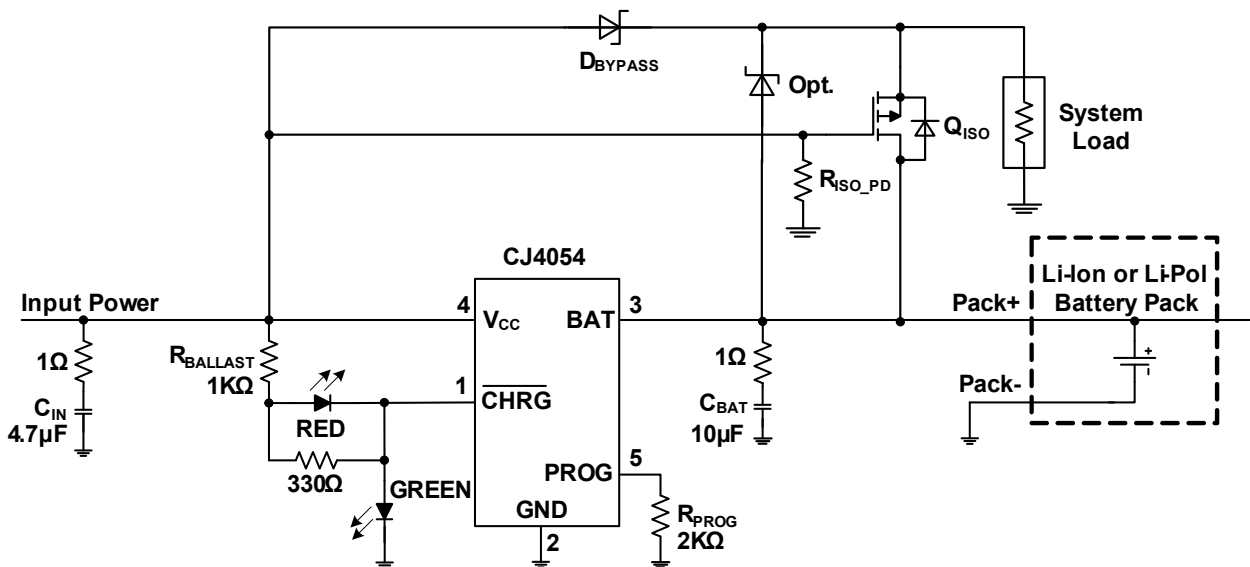 DBYPASS
Opt.
QISO
System
Load
RISO_PD
CJ4054
Li-Ion or Li-Pol
Battery Pack
Input Power
4
VCC
BAT
3
Pack+
1Ω
RBALLAST
1KΩ
1
CHRG
1Ω
Pack-
CIN
4.7µF
RED
CBAT
10µF
330Ω
GREEN
PROG
5
GND
2
RPROG
2KΩ
+
-